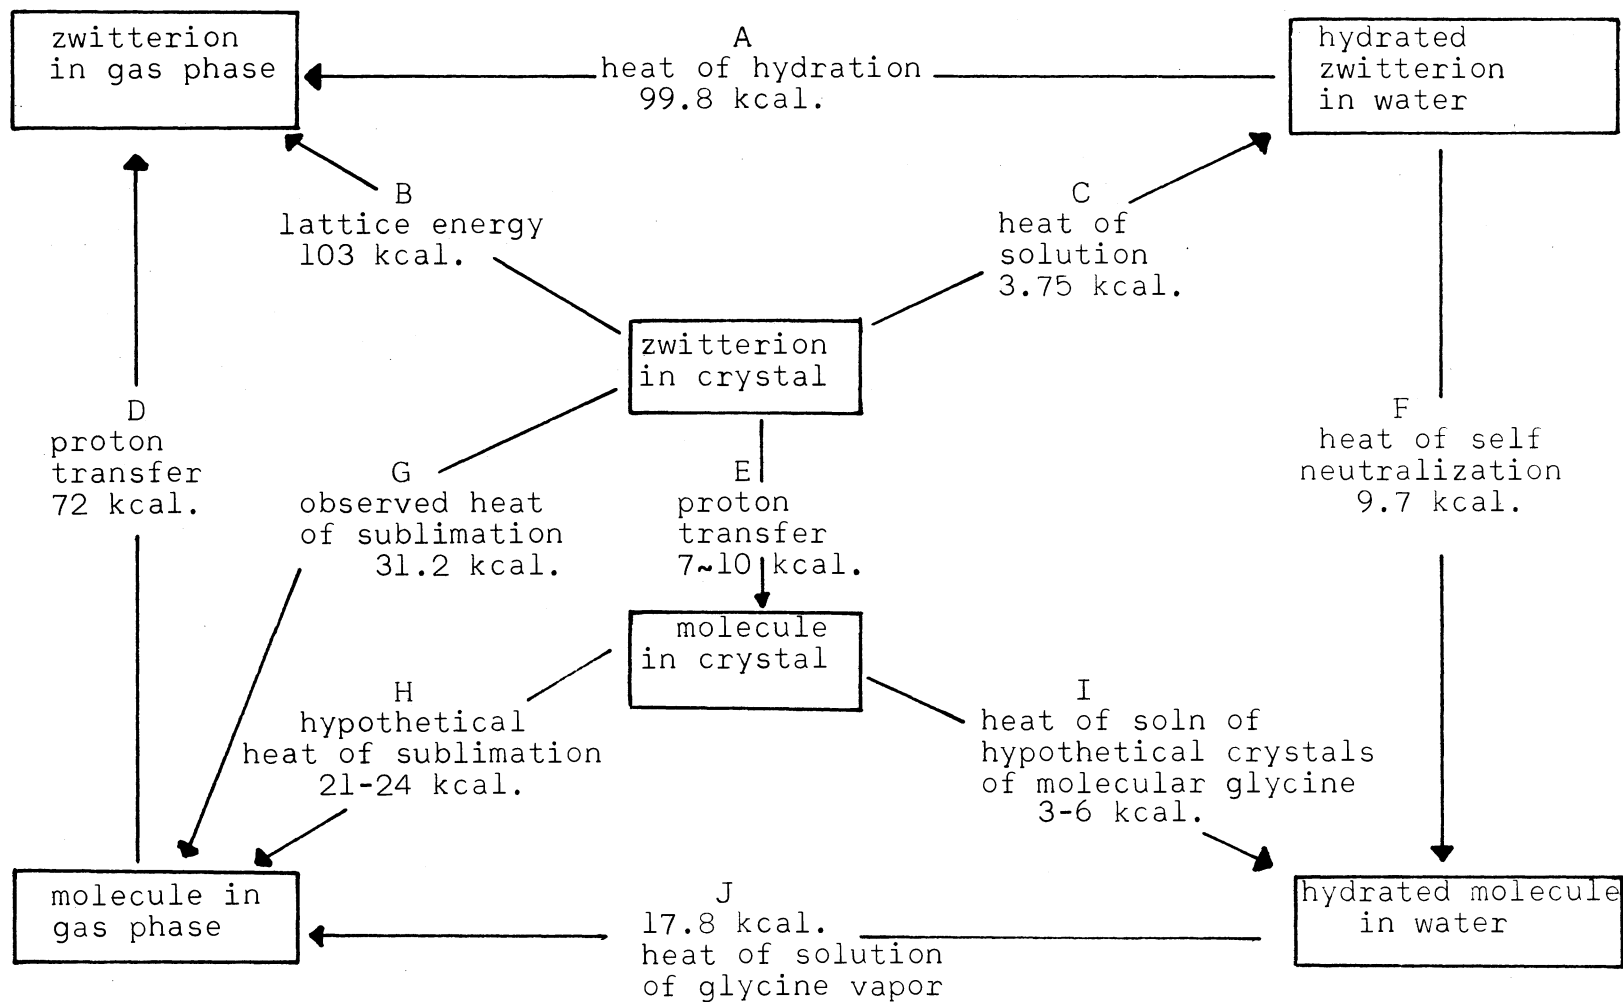 zwitterion
in gas phase
A
heat of hydration
99.8 kcal.
hydrated
zwitterion
in water
B
lattice energy
103 kcal.
C
heat of
solution
3.75 kcal.
zwitterion
in crystal
D
proton
transfer
72 kcal.
G
observed heat
of sublimation
31.2 kcal.
E
proton
transfer
7~10 kcal.
F
heat of self
neutralization
9.7 kcal.
molecule
in crystal
H
hypothetical
heat of sublimation
21-24 kcal.
I
heat of soln of
hypothetical crystals
of molecular glycine
3-6 kcal.
molecule in
gas phase
J
17.8 kcal.
heat of solution
of glycine vapor
hydrated molecule
in water